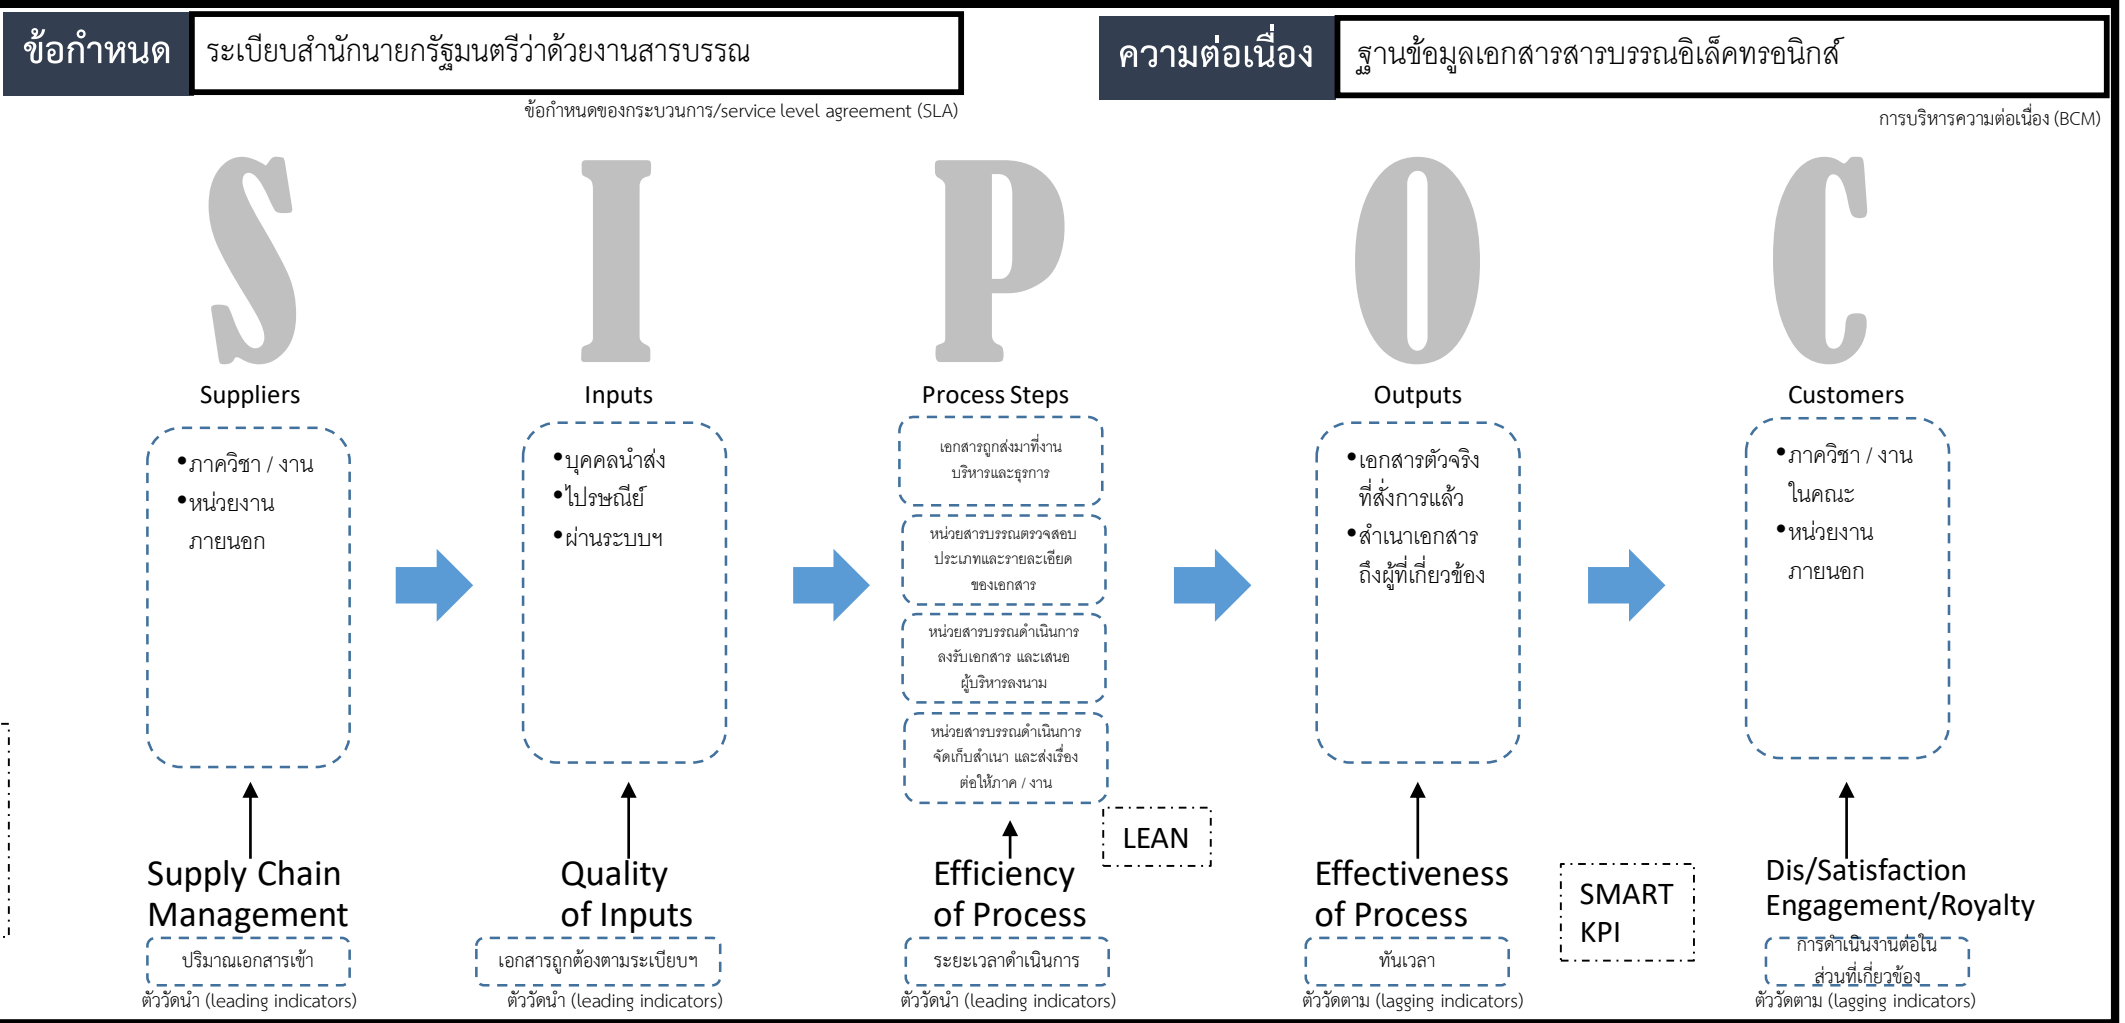 ข้อกำหนด
ระเบียบสำนักนายกรัฐมนตรีว่าด้วยงานสารบรรณ
ข้อกำหนดของกระบวนการ/service level agreement (SLA)
ความต่อเนื่อง
ฐานข้อมูลเอกสารสารบรรณอิเล็คทรอนิกส์
การบริหารความต่อเนื่อง (BCM)
S I P O C
Suppliers
•ภาควิชา / งาน
•หน่วยงาน
ภายนอก
Inputs
•บุคคลนำส่ง
•ไปรษณีย์
•ผ่านระบบฯ
Process Steps
เอกสารถูกส่งมาที่งาน
บริหารและธุรการ
หน่วยสารบรรณตรวจสอบ
ประเภทและรายละเอียด
ของเอกสาร
หน่วยสารบรรณดำเนินการ
ลงรับเอกสาร และเสนอ
ผู้บริหารลงนาม
หน่วยสารบรรณดำเนินการ
จัดเก็บสำเนา และส่งเรื่อง
ต่อให้ภาค / งาน
Outputs
•เอกสารตัวจริง
ที่สั่งการแล้ว
•สำเนาเอกสาร
ถึงผู้ที่เกี่ยวข้อง
Customers
•ภาควิชา / งาน
ในคณะ
•หน่วยงาน
ภายนอก
Supply Chain
Management
ปริมาณเอกสารเข้า
ตัววัดนำ (leading indicators)
Quality
of Inputs
เอกสารถูกต้องตามระเบียบฯ
ตัววัดนำ (leading indicators)
LEAN
Efficiency
of Process
ระยะเวลาดำเนินการ
ตัววัดนำ (leading indicators)
Effectiveness
of Process
ทันเวลา
ตัววัดตาม (lagging indicators)
SMART
KPI
Dis/Satisfaction
Engagement/Royalty
การดำเนินงานต่อใน
ส่วนที่เกี่ยวข้อง
ตัววัดตาม (lagging indicators)